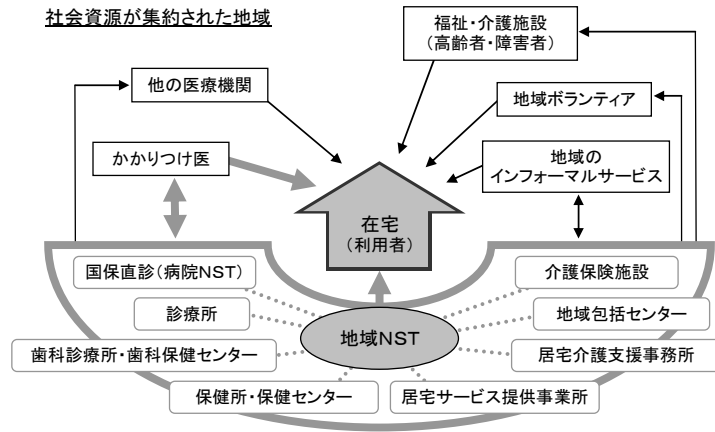 社会資源が集約された地域
福祉・介護施設
（高齢者・障害者）
他の医療機関
地域ボランティア
かかりつけ医
地域の
インフォーマルサービス
在宅
（利用者）
国保直診（病院NST）
介護保険施設
診療所
地域包括センター
地域NST
歯科診療所・歯科保健センター
居宅介護支援事務所
保健所・保健センター
居宅サービス提供事業所